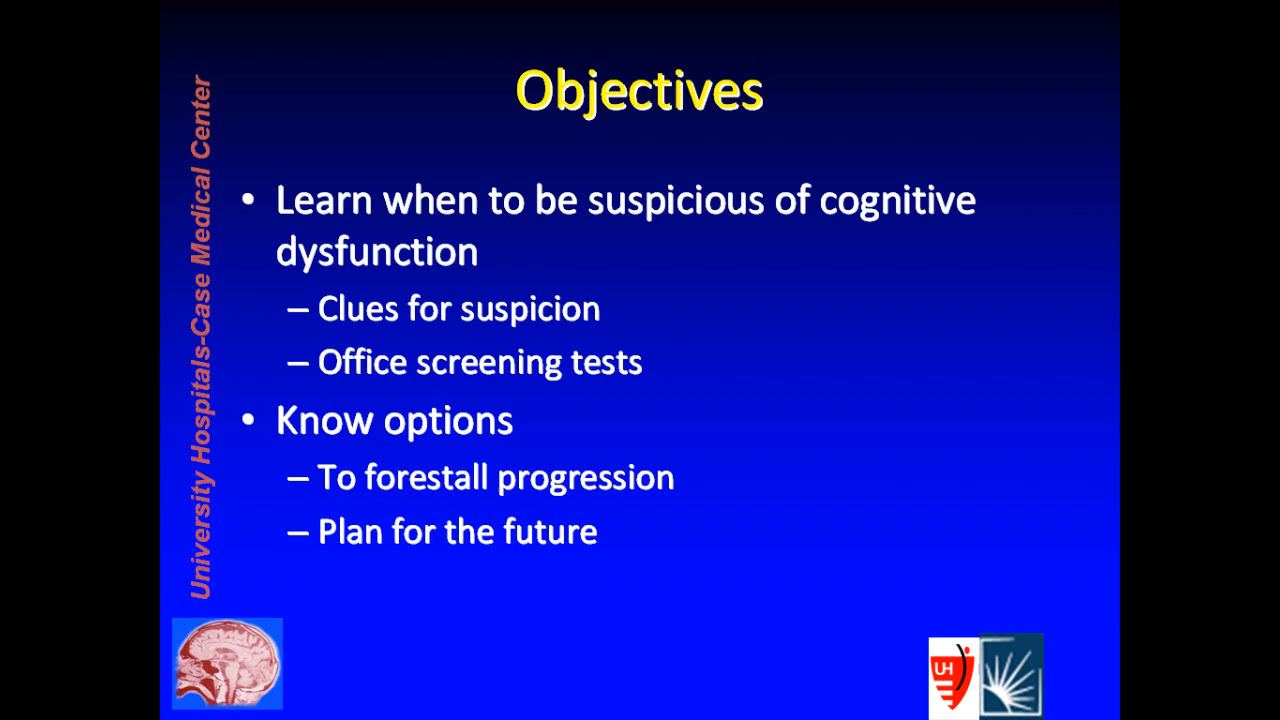 Objectives
University Hospitals-Case Medical Center
• Learn when to be suspicious of cognitive
dysfunction
– Clues for suspicion
– Office screening tests
• Know options
– To forestall progression
– Plan for the future
UH